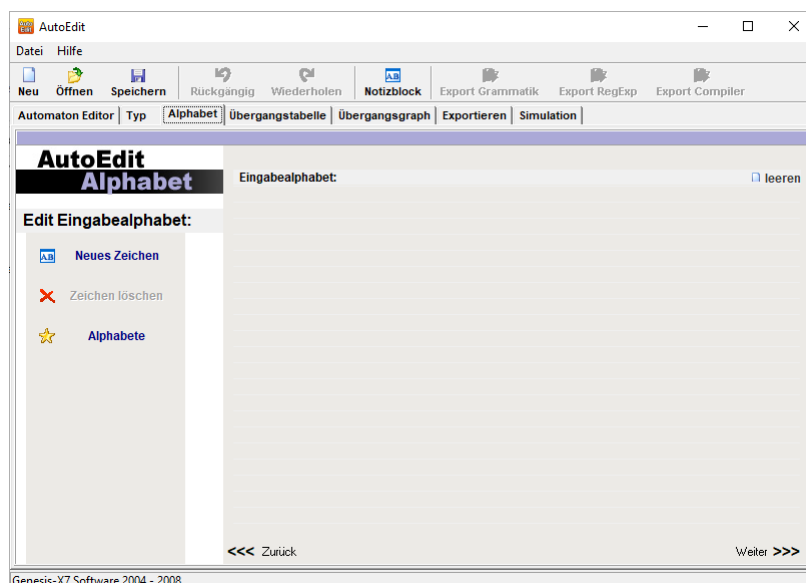 AutoEdit
Datei Hilfe
Neu Öffnen Speichern Rückgängig Wiederholen Notizblock Export Grammatik Export RegExp Export Compiler
Automaton Editor Typ Alphabet Übergangstabelle Übergangsgraph Exportieren Simulation
AutoEdit
Alphabet
Eingabealphabet: leeren
Edit Eingabealphabet:
Neues Zeichen
Zeichen löschen
Alphabete
<<< Zurück Weiter >>>
Genesis-X7 Software 2004 - 2008